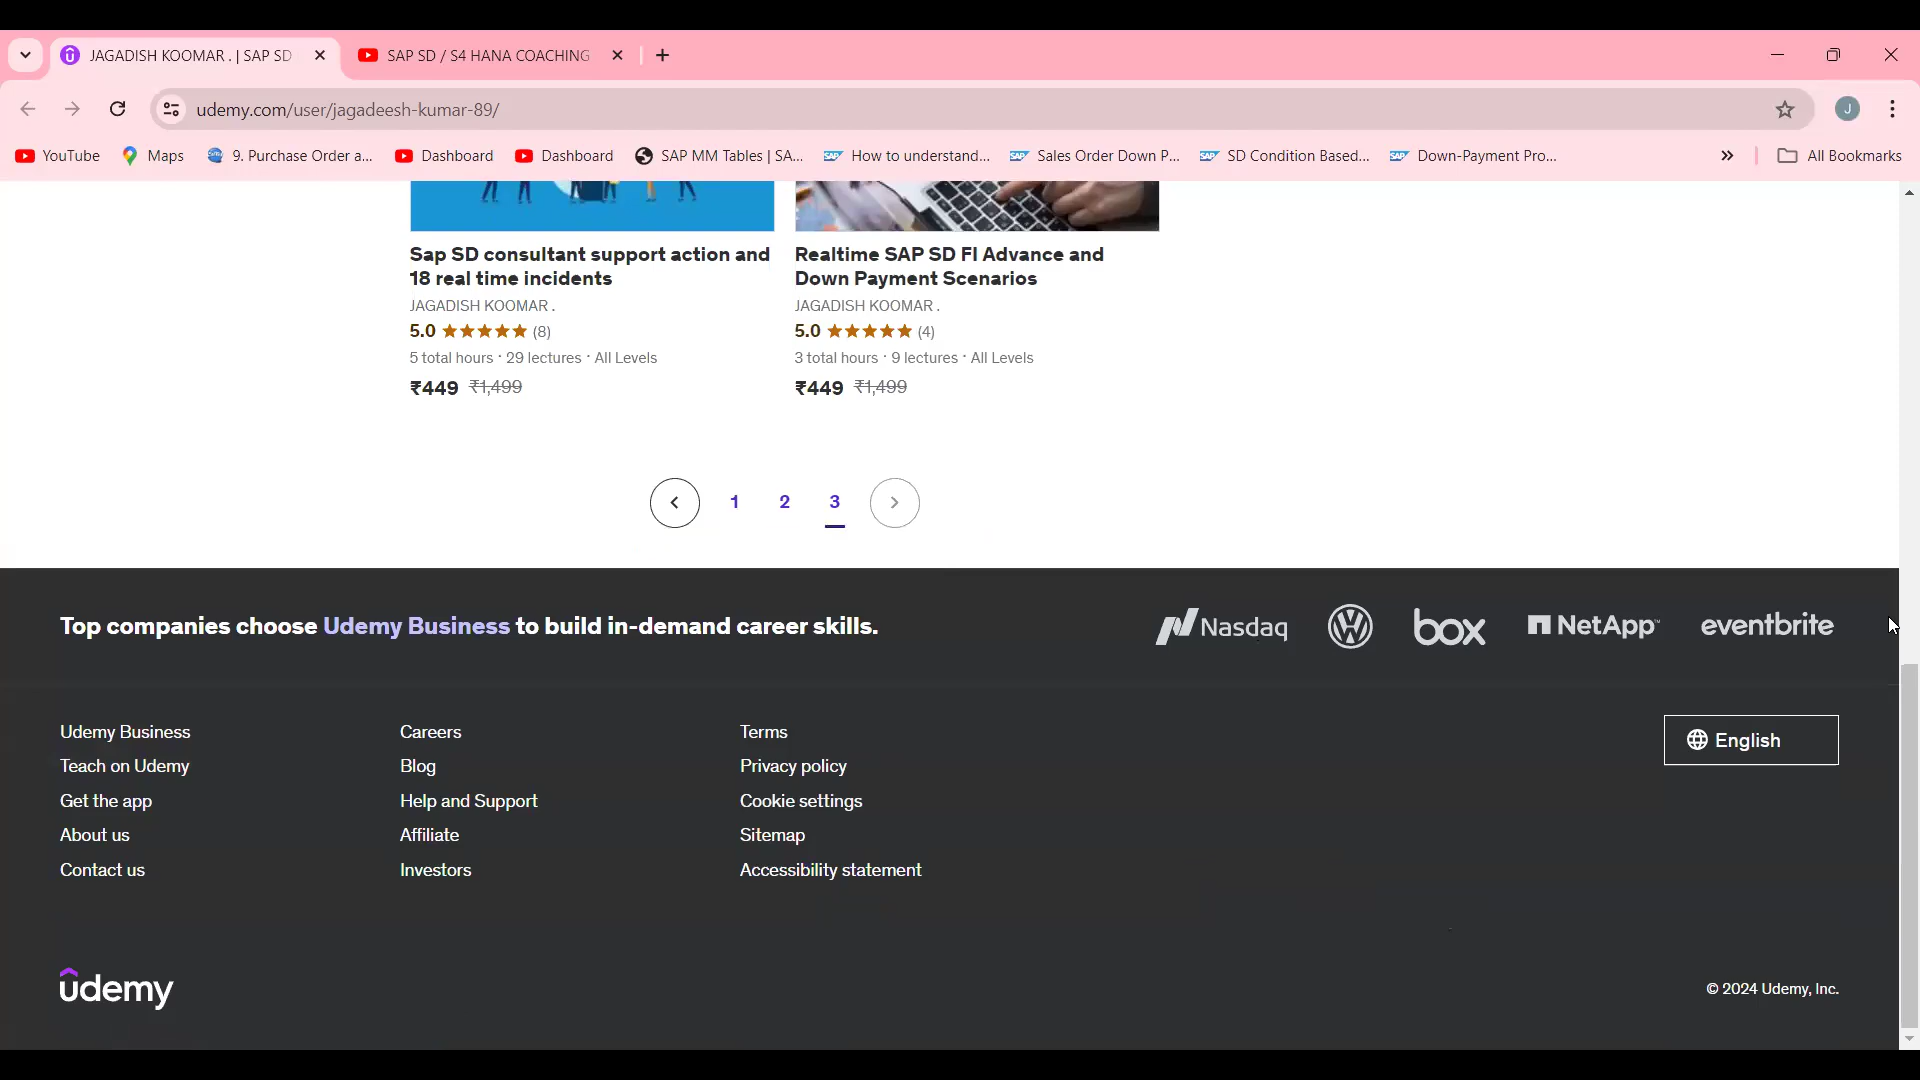 JAGADISH KOOMAR . | SAP SD
SAP SD / S4 HANA COACHING
udemy.com/user/jagadeesh-kumar-89/
J
YouTube
Maps
9. Purchase Order a...
Dashboard
Dashboard
SAP MM Tables | SA...
How to understand...
Sales Order Down P...
SD Condition Based...
Down-Payment Pro...
All Bookmarks
Sap SD consultant support action and
18 real time incidents
JAGADISH KOOMAR .
5.0 (8)
5 total hours · 29 lectures · All Levels
₹449 ₹1,499
Realtime SAP SD FI Advance and
Down Payment Scenarios
JAGADISH KOOMAR .
5.0 (4)
3 total hours · 9 lectures · All Levels
₹449 ₹1,499
1 2 3
Top companies choose Udemy Business to build in-demand career skills.
Nasdaq
box
NetApp
eventbrite
Udemy Business
Teach on Udemy
Get the app
About us
Contact us
Careers
Blog
Help and Support
Affiliate
Investors
Terms
Privacy policy
Cookie settings
Sitemap
Accessibility statement
English
udemy
© 2024 Udemy, Inc.